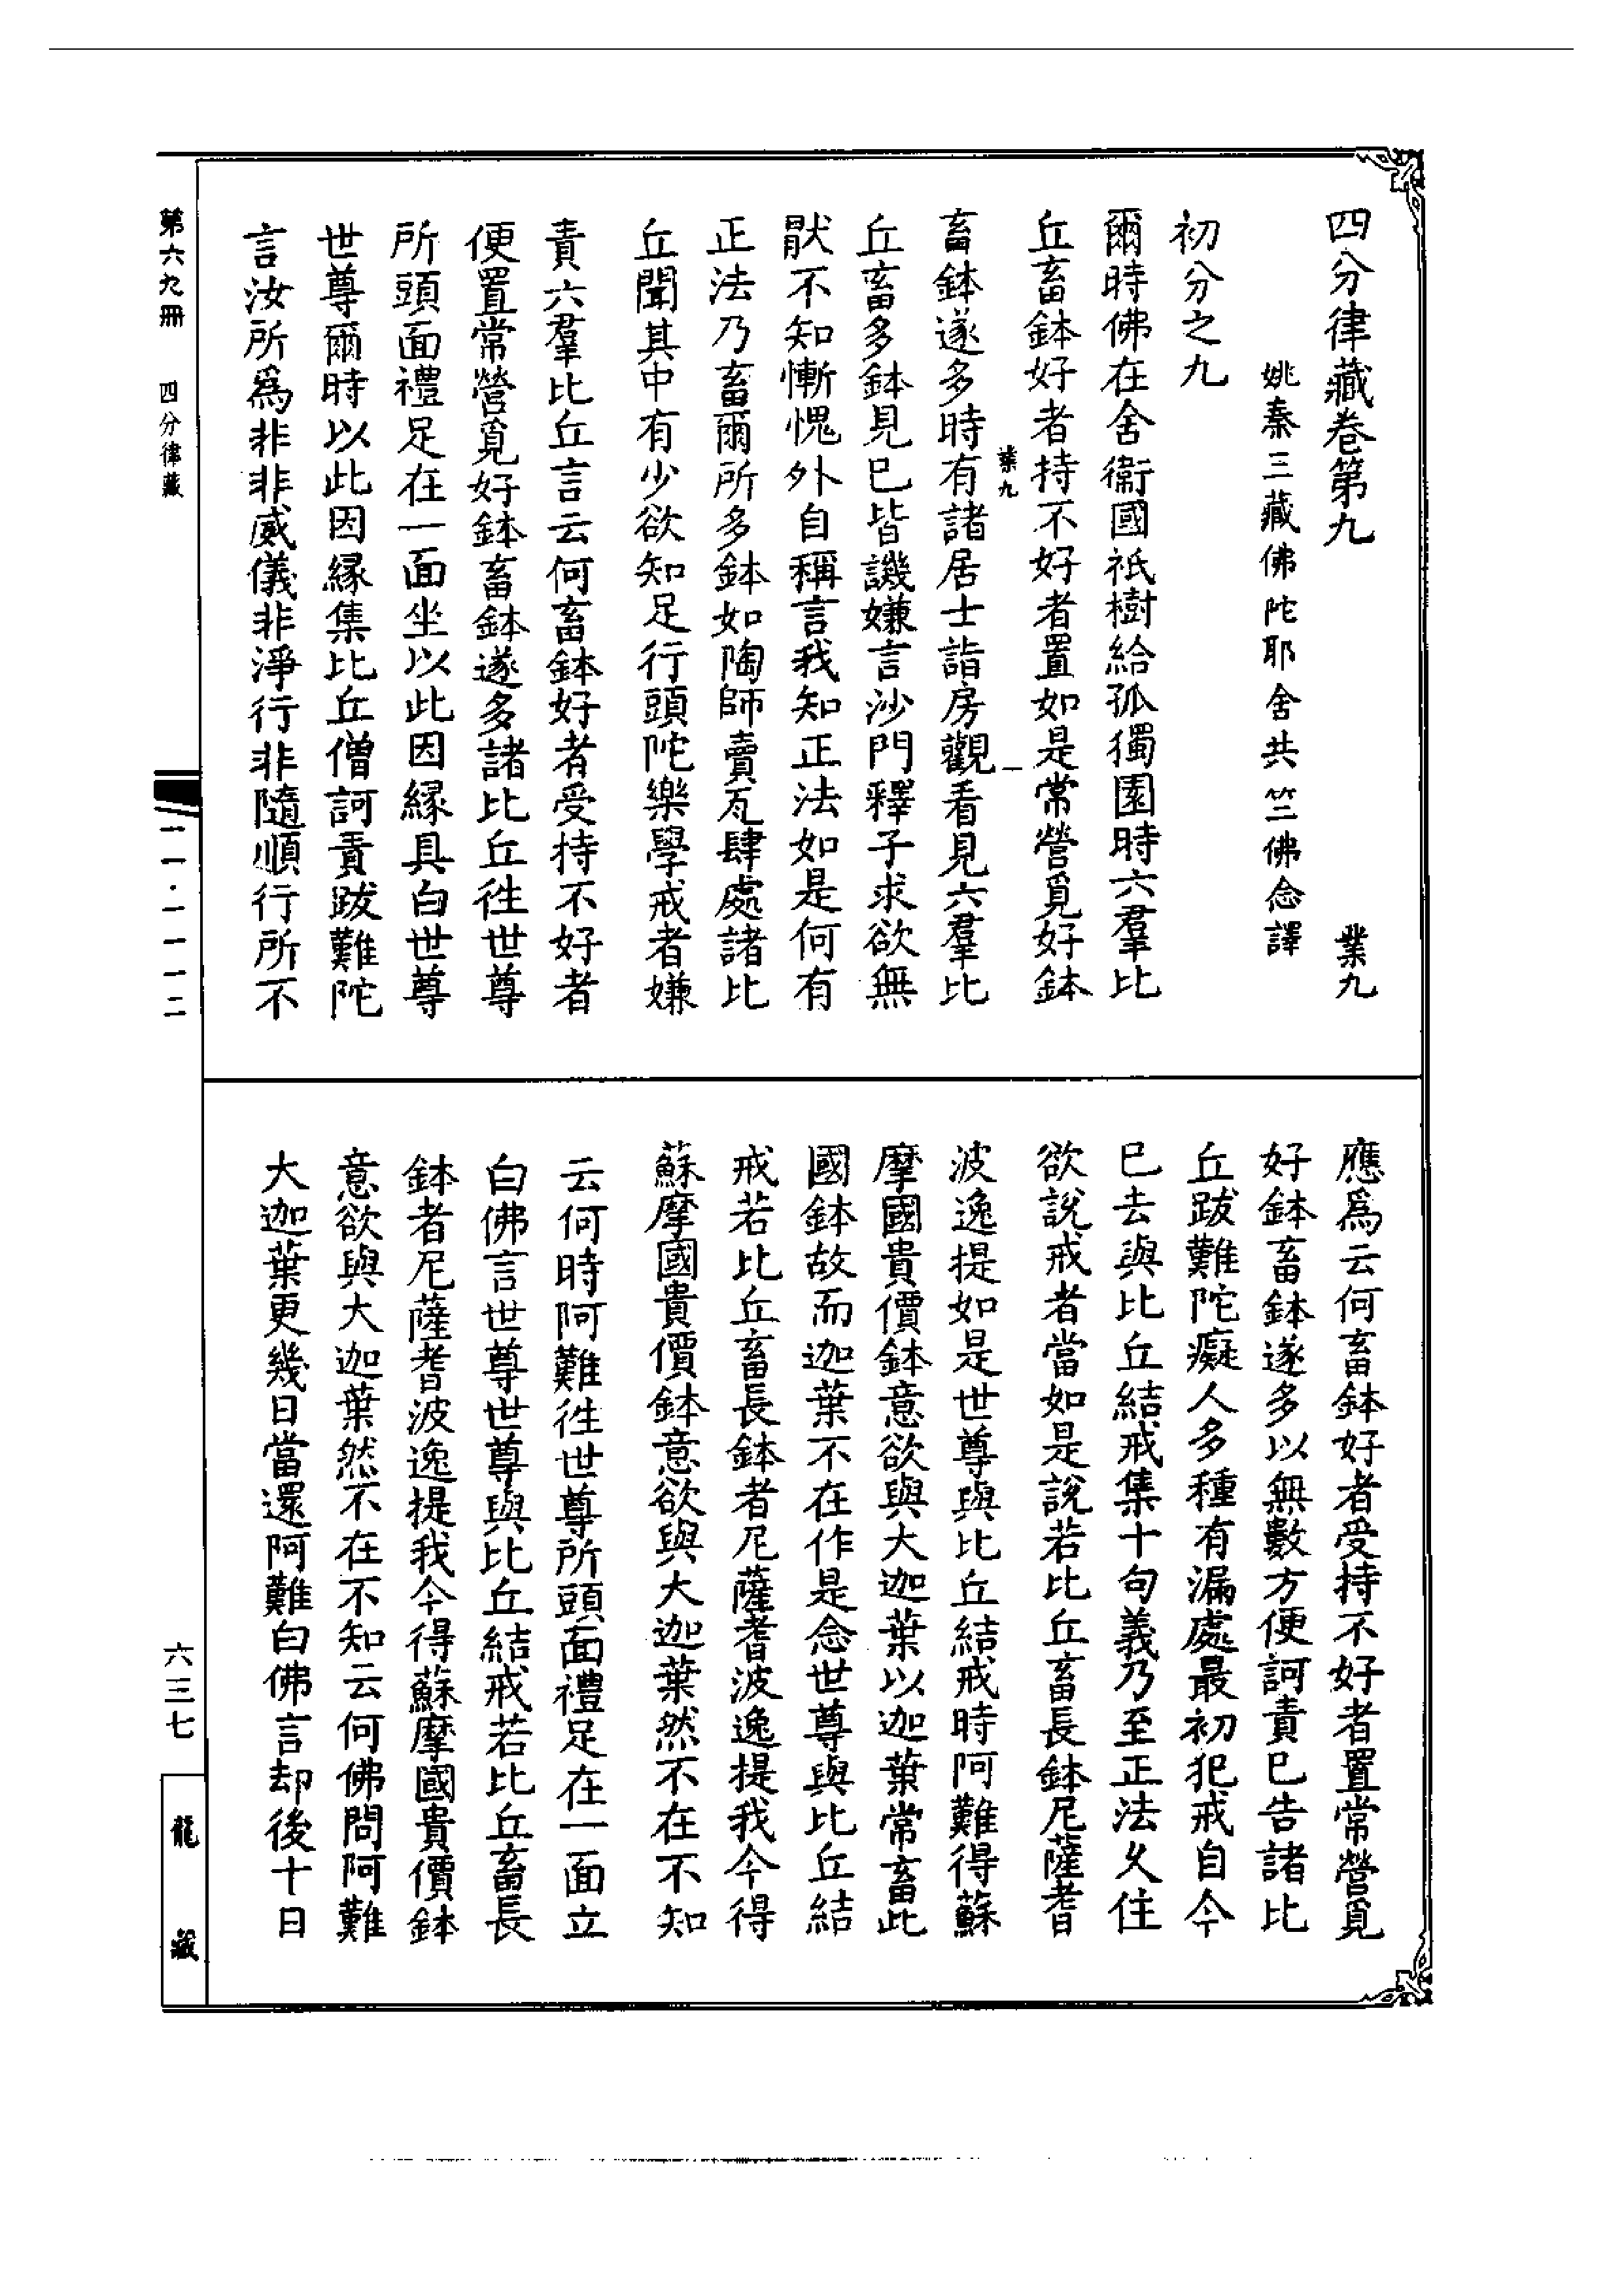 四分律藏卷第九 業九
姚秦三藏佛陀耶舍共竺佛念譯
初分之九
爾時佛在舍衞國祇樹給孤獨園時六羣比
丘畜鉢好者持不好者置如是常營覓好鉢
業九 一
畜鉢遂多時有諸居士詣房觀看見六羣比
丘畜多鉢見已皆譏嫌言沙門釋子求欲無
猒不知慚愧外自稱言我知正法如是何有
正法乃畜爾所多鉢如陶師賣瓦肆處諸比
丘聞其中有少欲知足行頭陀樂學戒者嫌
責六羣比丘言云何畜鉢好者受持不好者
便置常營覓好鉢畜鉢遂多諸比丘徃世尊
所頭面禮足在一面坐以此因縁具白世尊
世尊爾時以此因縁集比丘僧訶責跋難陀
言汝所爲非非威儀非淨行非隨順行所不
應爲云何畜鉢好者受持不好者置常營覓
好鉢畜鉢遂多以無數方便訶責已告諸比
丘跋難陀癡人多種有漏處最初犯戒自今
已去與比丘結戒集十句義乃至正法久住
欲說戒者當如是說若比丘畜長鉢尼薩耆
波逸提如是世尊與比丘結戒時阿難得蘇
摩國貴價鉢意欲與大迦葉以迦葉常畜此
國鉢故而迦葉不在作是念世尊與比丘結
戒若比丘畜長鉢者尼薩耆波逸提我今得
蘇摩國貴價鉢意欲與大迦葉然不在不知
云何時阿難徃世尊所頭面禮足在一面立
白佛言世尊世尊與比丘結戒若比丘畜長
鉢者尼薩耆波逸提我今得蘇摩國貴價鉢
意欲與大迦葉然不在不知云何佛問阿難
大迦葉更幾日當還阿難白佛言却後十日
第六九冊 四分律藏
一一·一一一二
六三七
龍藏